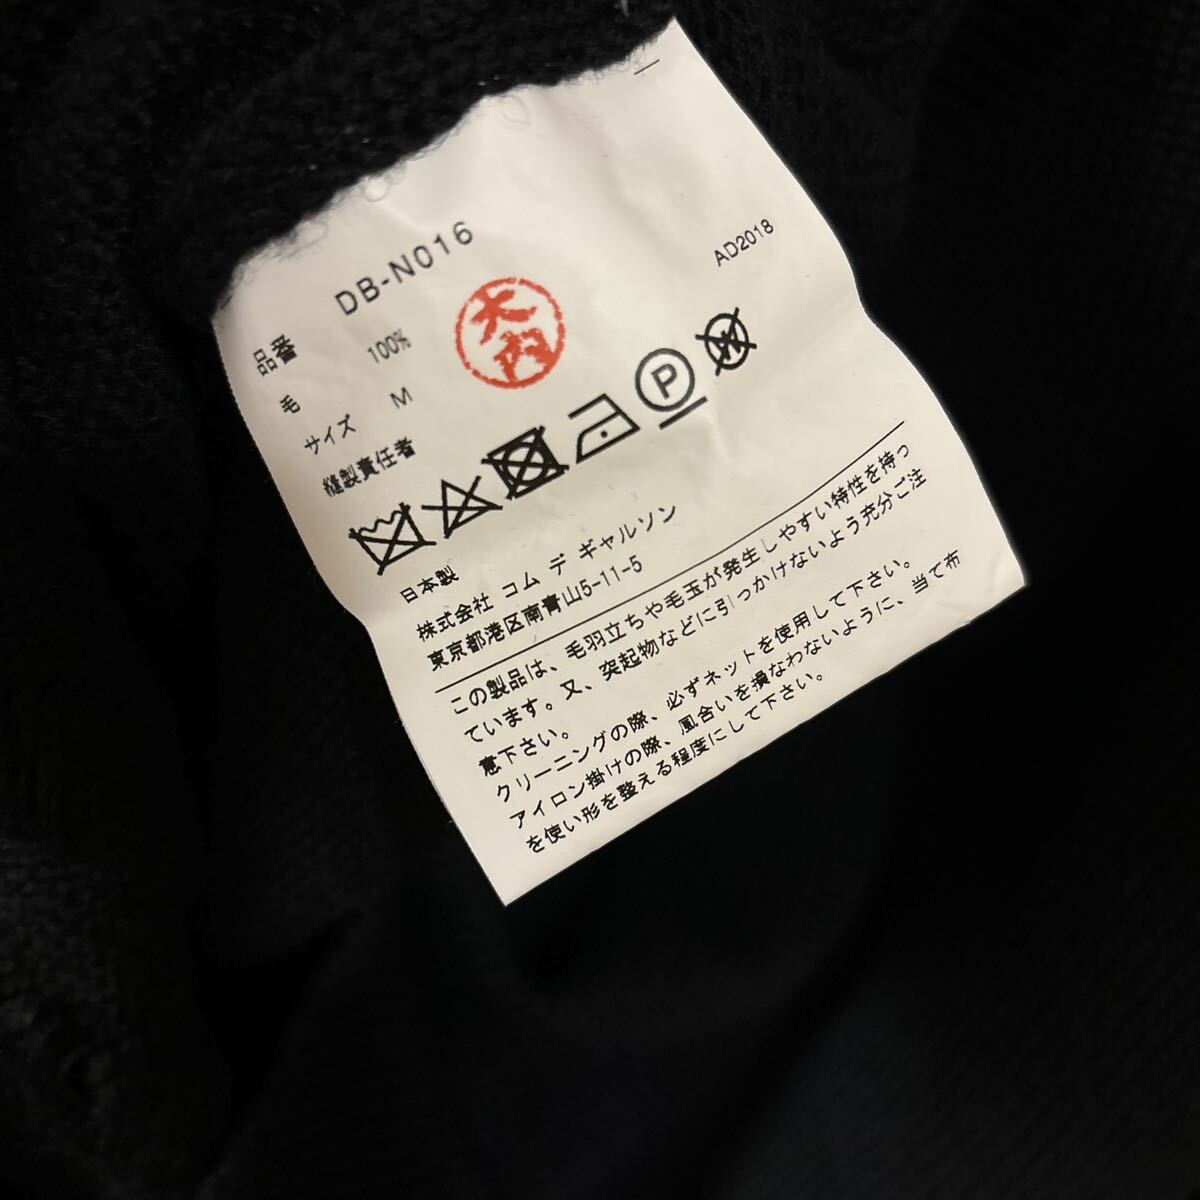 品番 DB-N016
毛 100%
サイズ M
縫製責任者
大内
AD2018
P
W
日本製
株式会社 コム デ ギャルソン
東京都港区南青山5-11-5
この製品は、毛羽立ちや毛玉が発生しやすい特性を持っ
ています。又、突起物などに引っかけないよう充分ご注
意下さい。
クリーニングの際、必ずネットを使用して下さい。
アイロン掛けの際、風合いを損なわないように、当て布
を使い形を整える程度にして下さい。